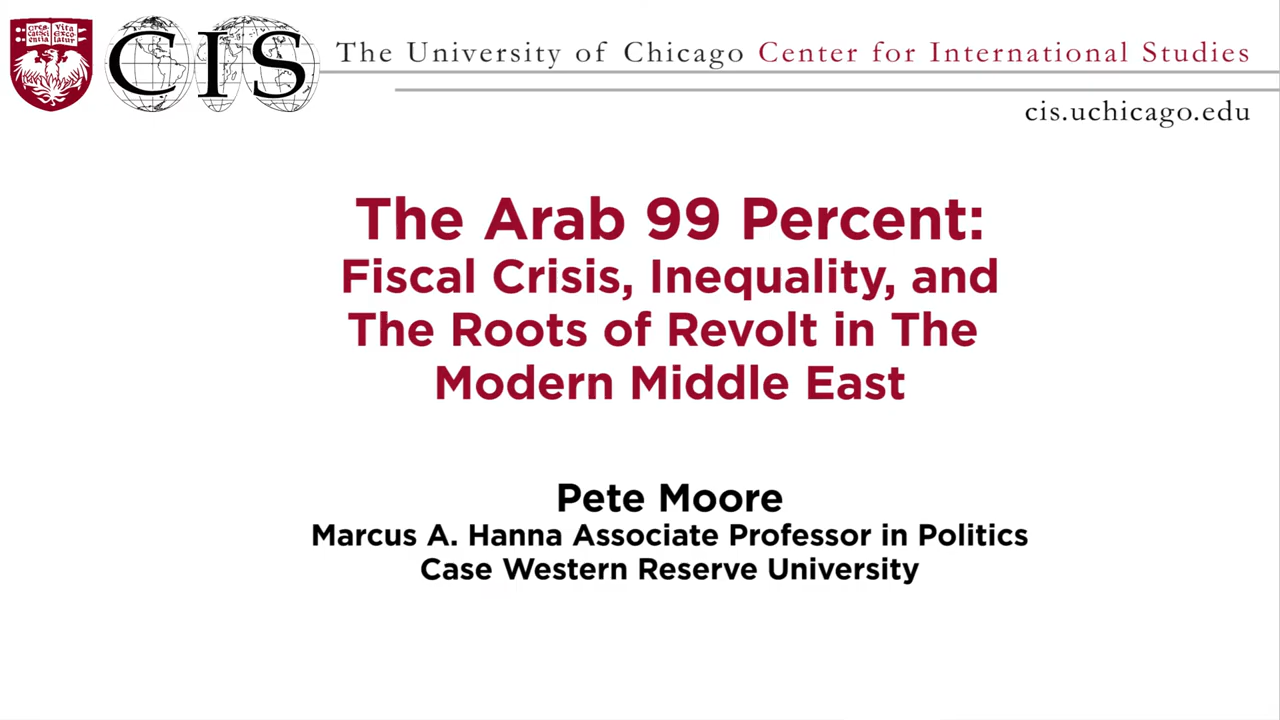 CIS
The University of Chicago Center for International Studies
cis.uchicago.edu
The Arab 99 Percent:
Fiscal Crisis, Inequality, and
The Roots of Revolt in The
Modern Middle East
Pete Moore
Marcus A. Hanna Associate Professor in Politics
Case Western Reserve University